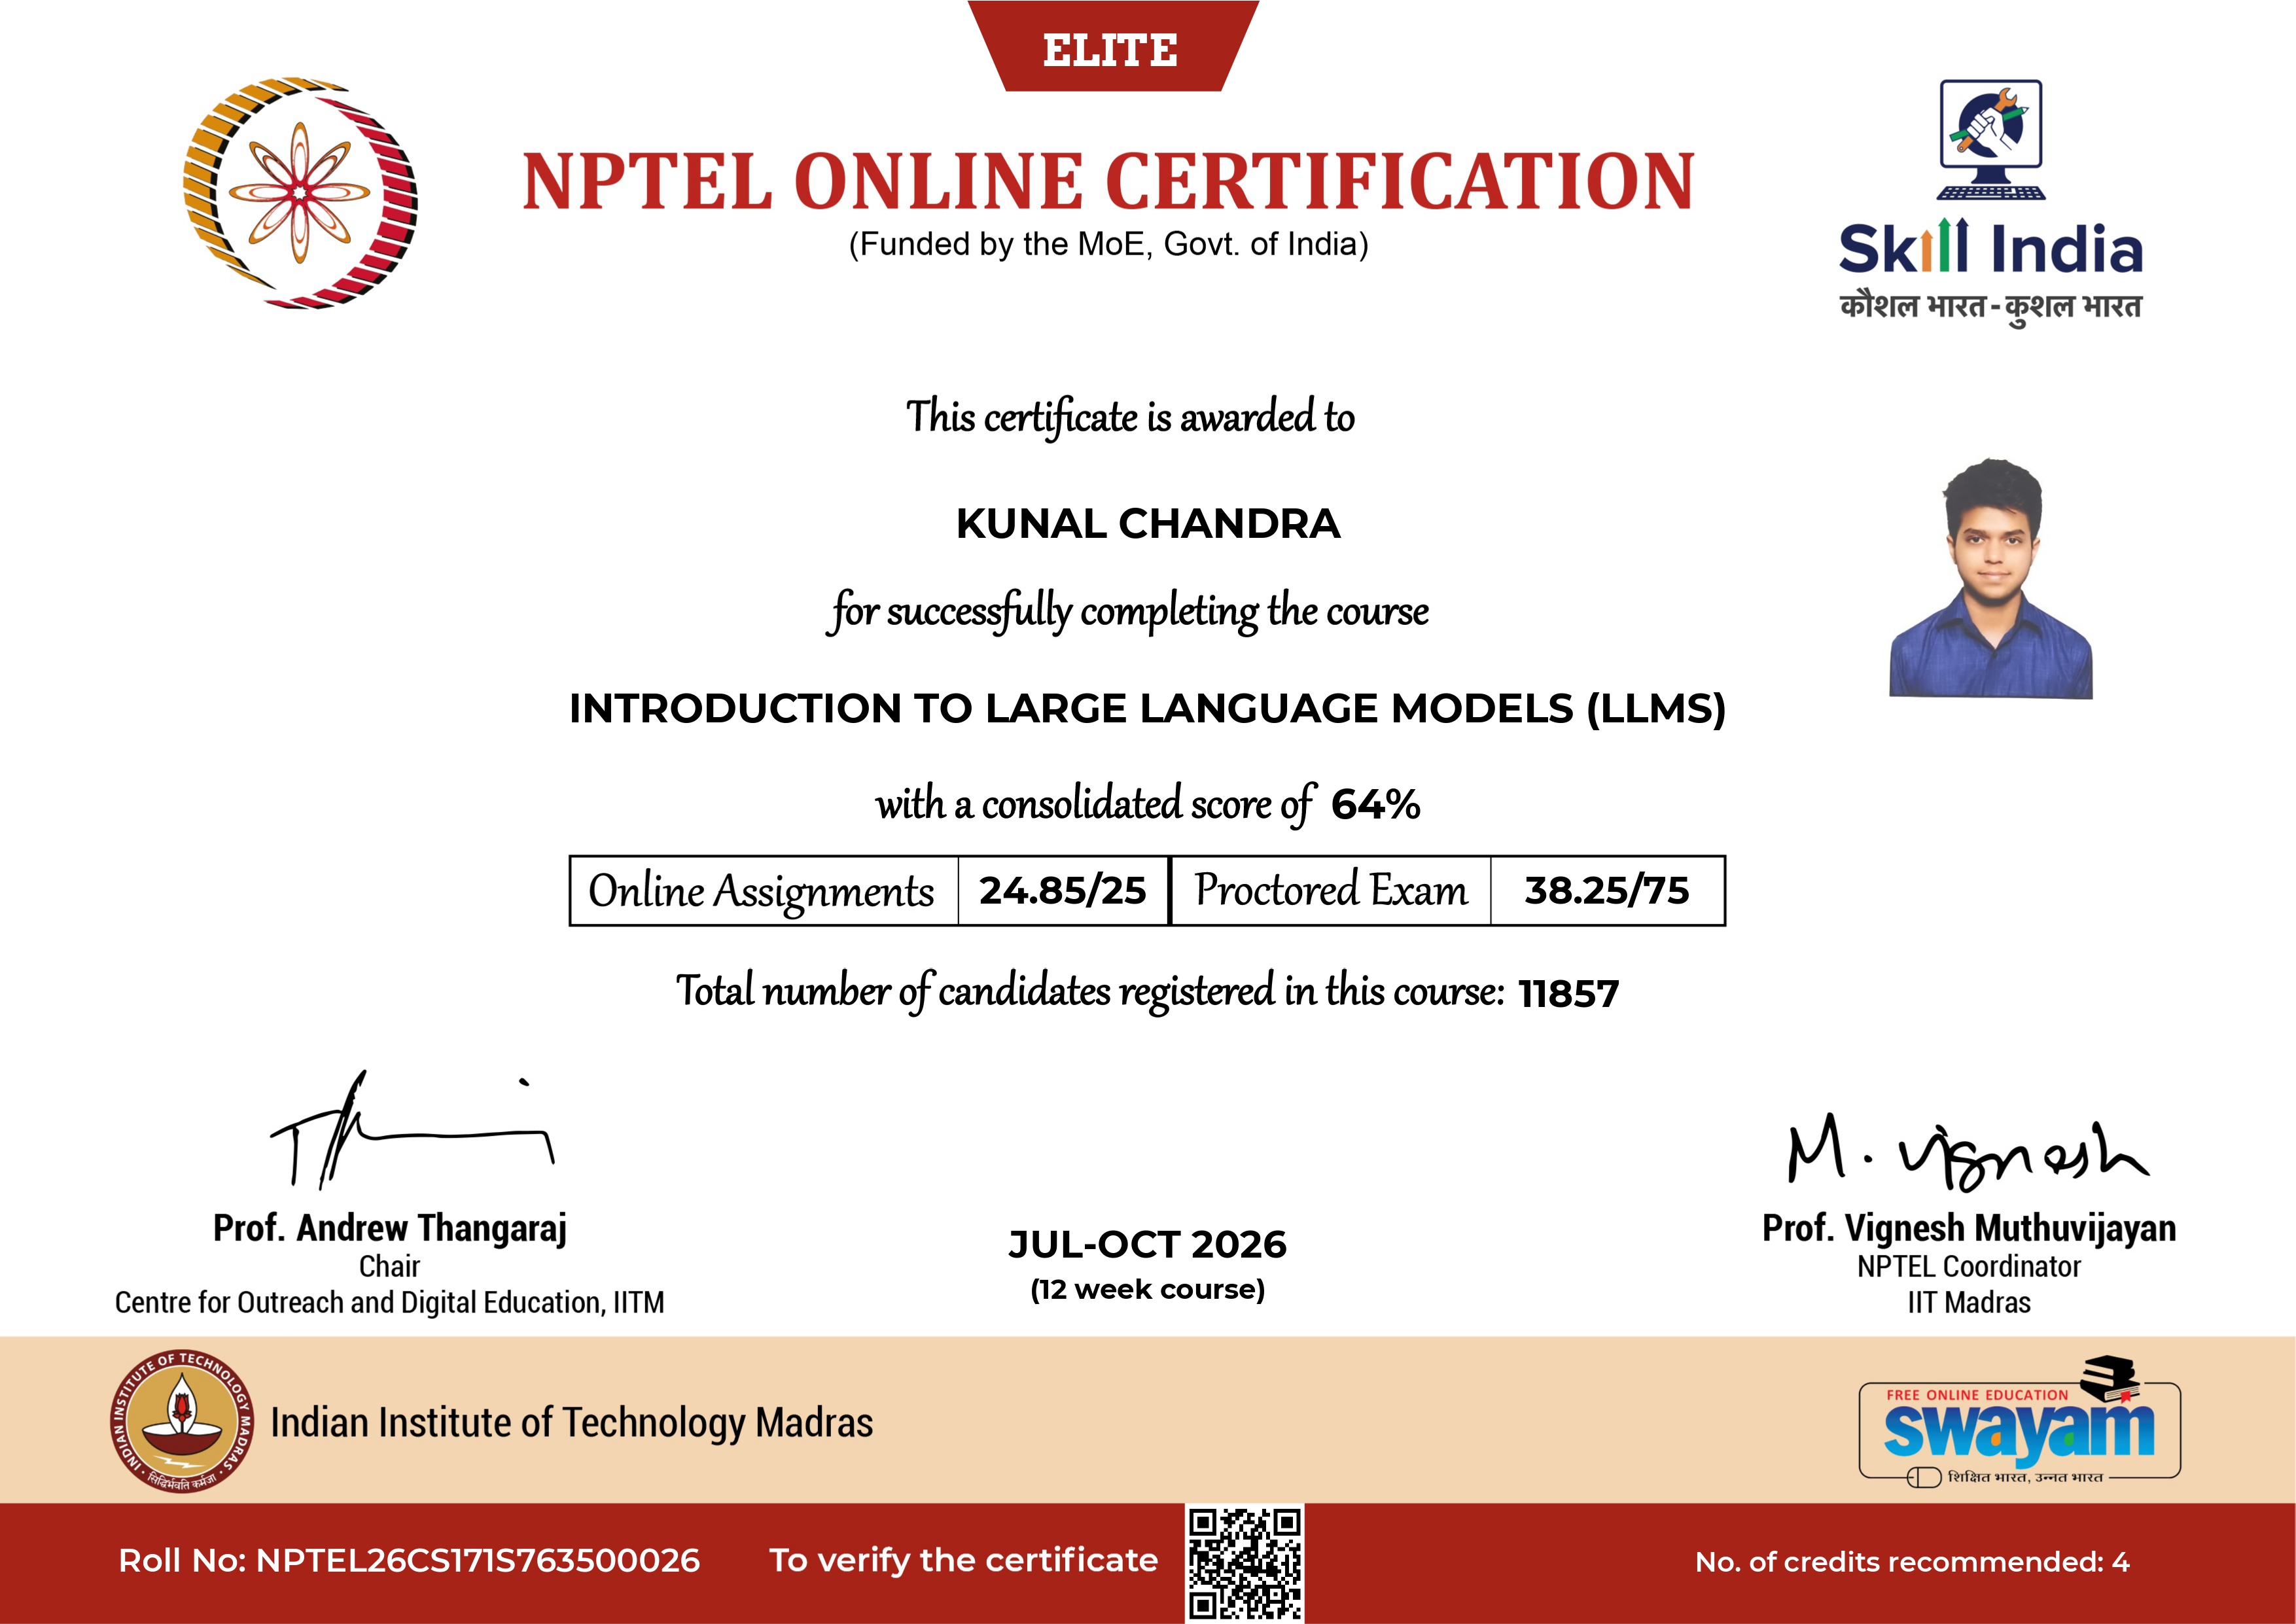 ELITE
NPTEL ONLINE CERTIFICATION
(Funded by the MoE, Govt. of India)
Skill India
कौशल भारत - कुशल भारत
This certificate is awarded to
KUNAL CHANDRA
for successfully completing the course
INTRODUCTION TO LARGE LANGUAGE MODELS (LLMS)
with a consolidated score of 64%
Online Assignments 24.85/25 Proctored Exam 38.25/75
Total number of candidates registered in this course: 11857
M. Vignesh
Prof. Andrew Thangaraj
Chair
Centre for Outreach and Digital Education, IITM
JUL-OCT 2026
(12 week course)
Prof. Vignesh Muthuvijayan
NPTEL Coordinator
IIT Madras
INDIAN INSTITUTE OF TECHNOLOGY MADRAS
सिद्धिर्भवति कर्मजा
Indian Institute of Technology Madras
FREE ONLINE EDUCATION
swayam
शिक्षित भारत, उन्नत भारत
Roll No: NPTEL26CS171S763500026
To verify the certificate
No. of credits recommended: 4